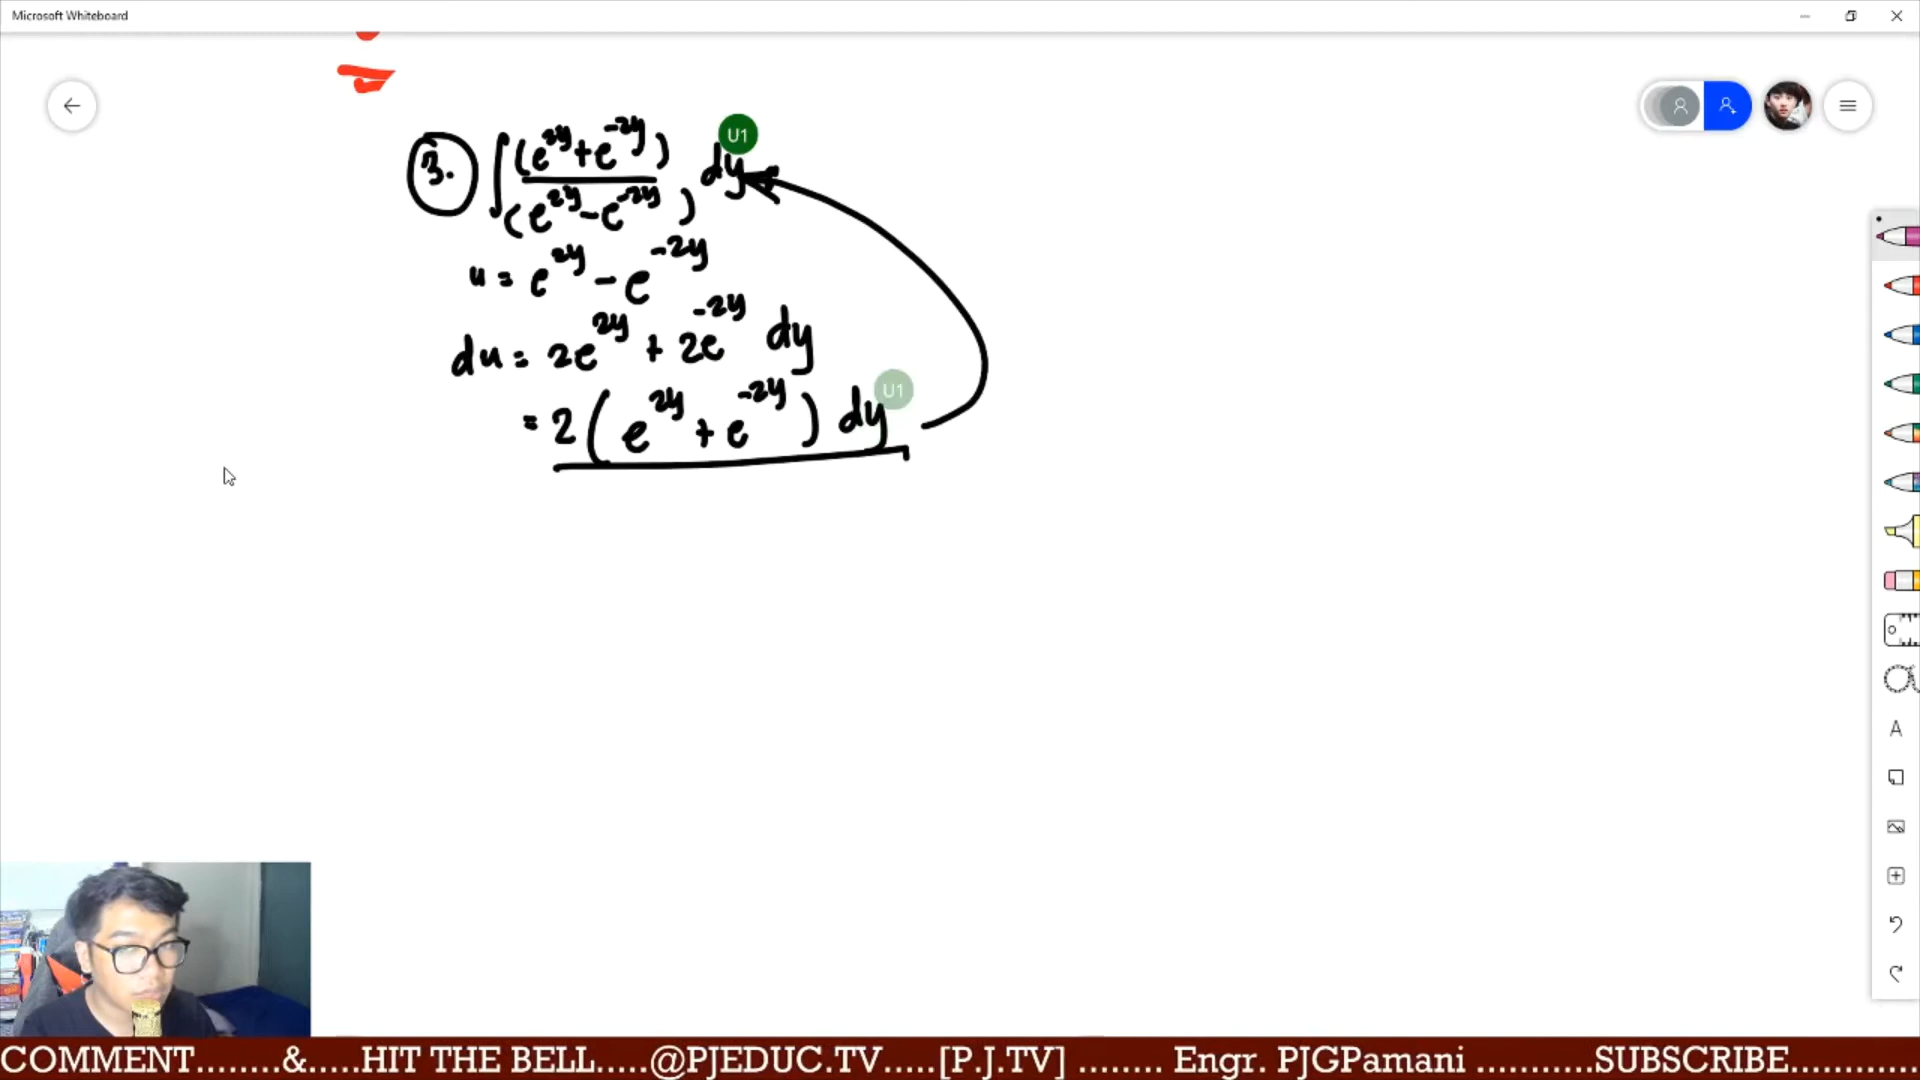 Microsoft Whiteboard
3. ∫ (e^{2y}+e^{-2y}) / (e^{2y}-e^{-2y}) dy
U1
u = e^{2y} - e^{-2y}
du = 2e^{2y} + 2e^{-2y} dy
= 2(e^{2y} + e^{-2y}) dy
U1
A
COMMENT........&.....HIT THE BELL.....@PJEDUC.TV.....[P.J.TV] ........ Engr. PJGPamani ...........SUBSCRIBE............